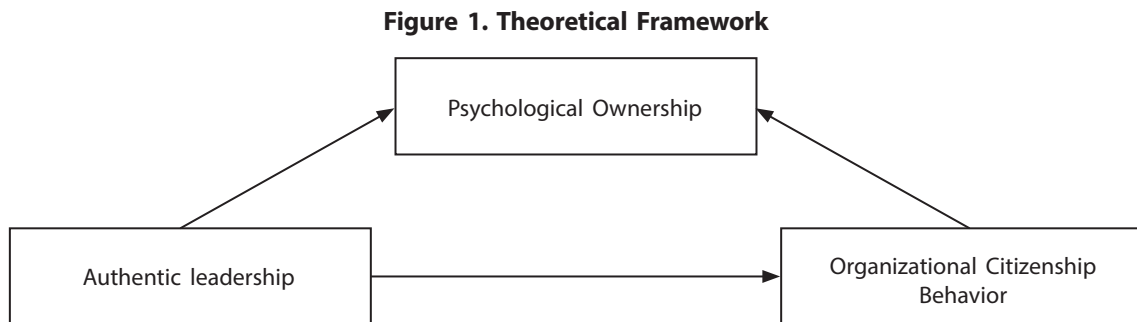 Figure 1. Theoretical Framework
Psychological Ownership
Authentic leadership
Organizational Citizenship
Behavior